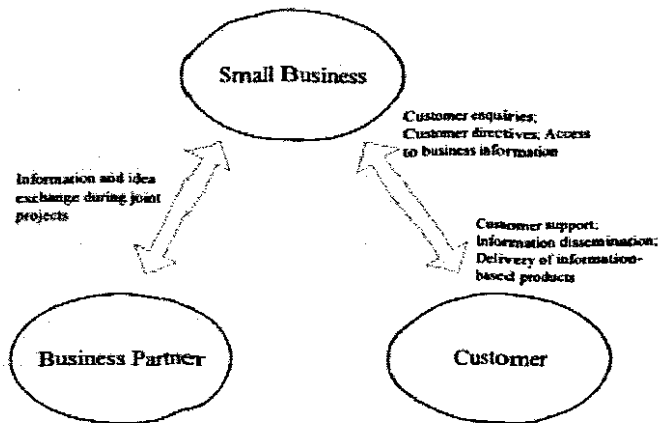 Small Business
Customer enquiries;
Customer directives; Access
to business information
Information and idea
exchange during joint
projects
Customer support;
Information dissemination;
Delivery of information-
based products
Business Partner
Customer